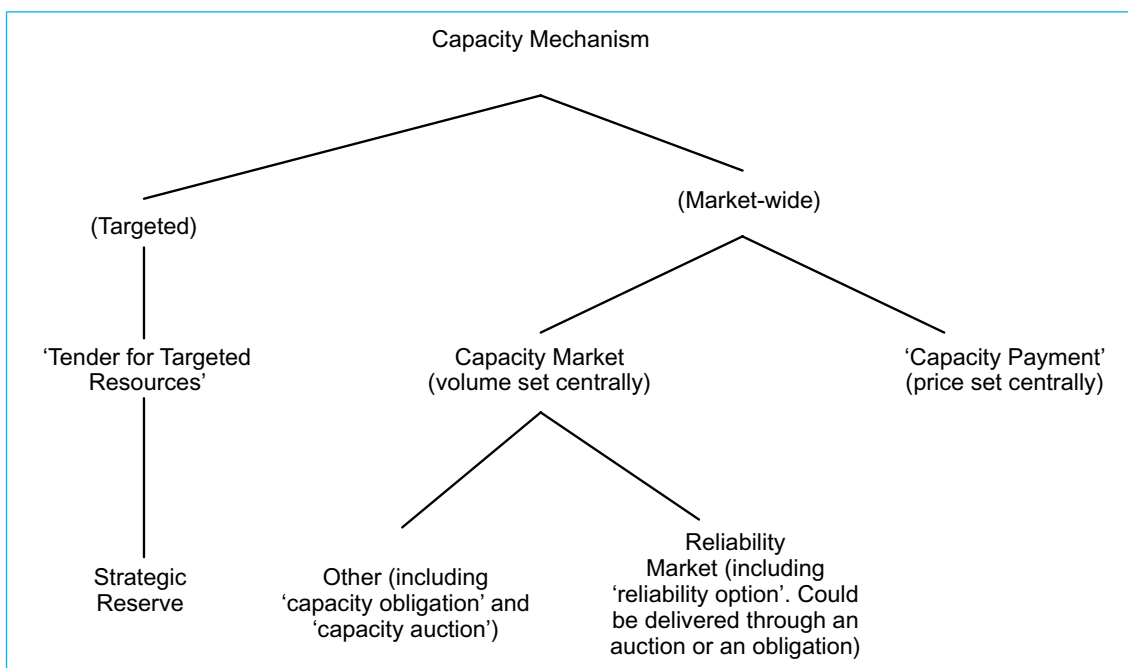 Capacity Mechanism
(Targeted)
(Market-wide)
‘Tender for Targeted
Resources’
Capacity Market
(volume set centrally)
‘Capacity Payment’
(price set centrally)
Strategic
Reserve
Other (including
‘capacity obligation’ and
‘capacity auction’)
Reliability
Market (including
‘reliability option’. Could
be delivered through an
auction or an obligation)